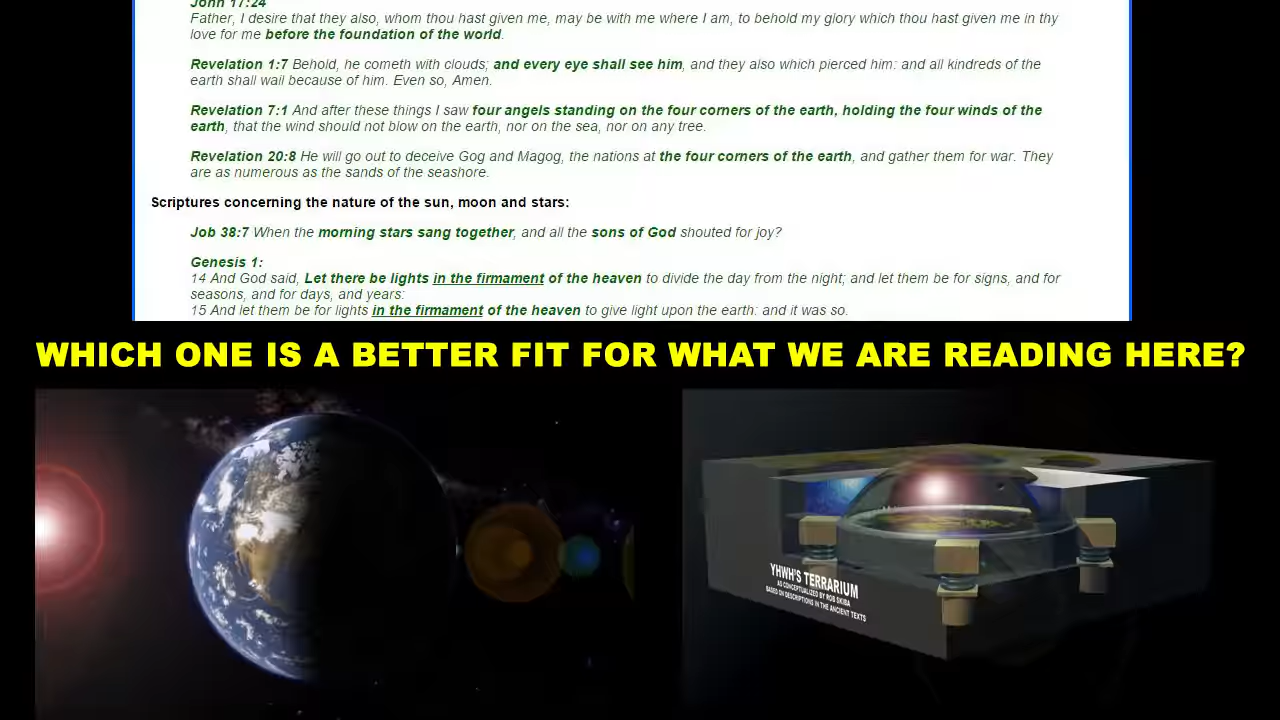 John 17:24
Father, I desire that they also, whom thou hast given me, may be with me where I am, to behold my glory which thou hast given me in thy
love for me before the foundation of the world.
Revelation 1:7 Behold, he cometh with clouds; and every eye shall see him, and they also which pierced him: and all kindreds of the
earth shall wail because of him. Even so, Amen.
Revelation 7:1 And after these things I saw four angels standing on the four corners of the earth, holding the four winds of the
earth, that the wind should not blow on the earth, nor on the sea, nor on any tree.
Revelation 20:8 He will go out to deceive Gog and Magog, the nations at the four corners of the earth, and gather them for war. They
are as numerous as the sands of the seashore.
Scriptures concerning the nature of the sun, moon and stars:
Job 38:7 When the morning stars sang together, and all the sons of God shouted for joy?
Genesis 1:
14 And God said, Let there be lights in the firmament of the heaven to divide the day from the night; and let them be for signs, and for
seasons, and for days, and years:
15 And let them be for lights in the firmament of the heaven to give light upon the earth: and it was so.
WHICH ONE IS A BETTER FIT FOR WHAT WE ARE READING HERE?
YHWH'S TERRARIUM
AS CONCEPTUALIZED BY ROB SKIBA
BASED ON DESCRIPTIONS IN THE ANCIENT TEXTS